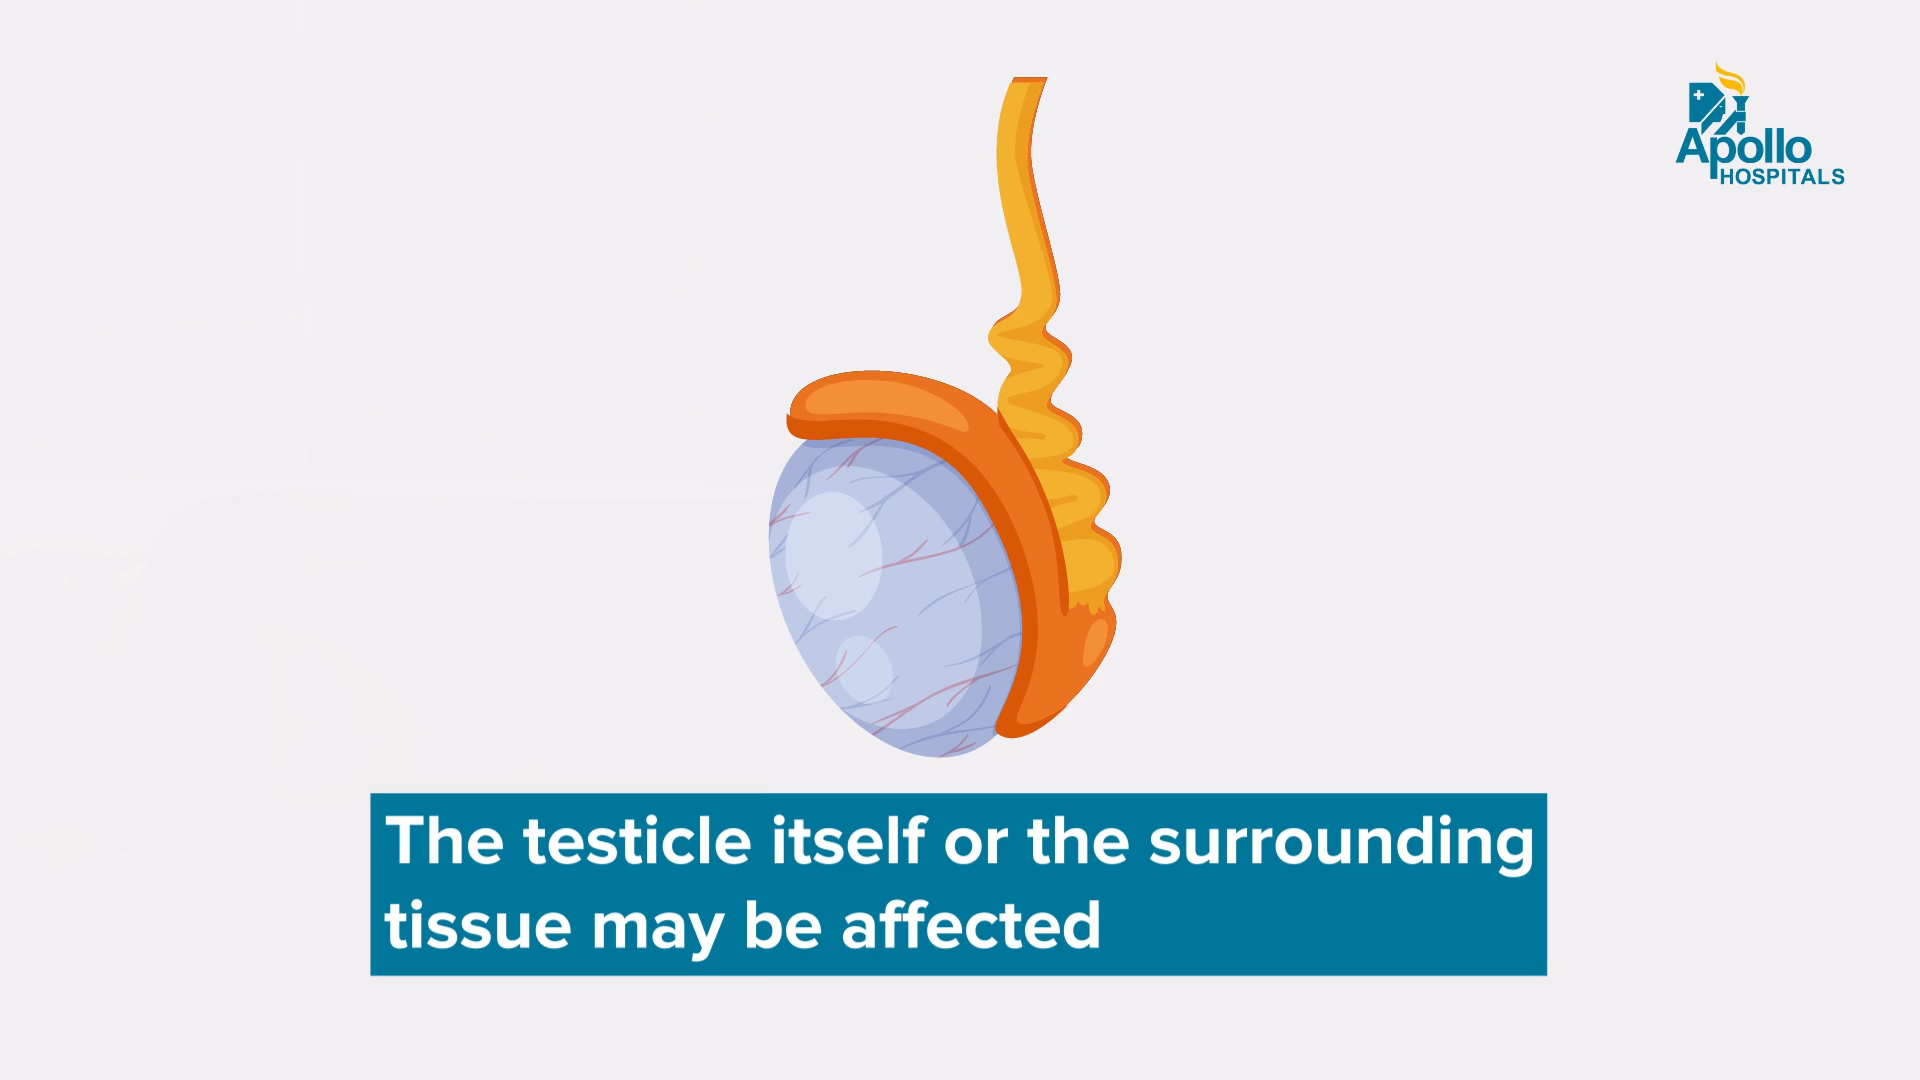 Apollo
HOSPITALS
The testicle itself or the surrounding
tissue may be affected